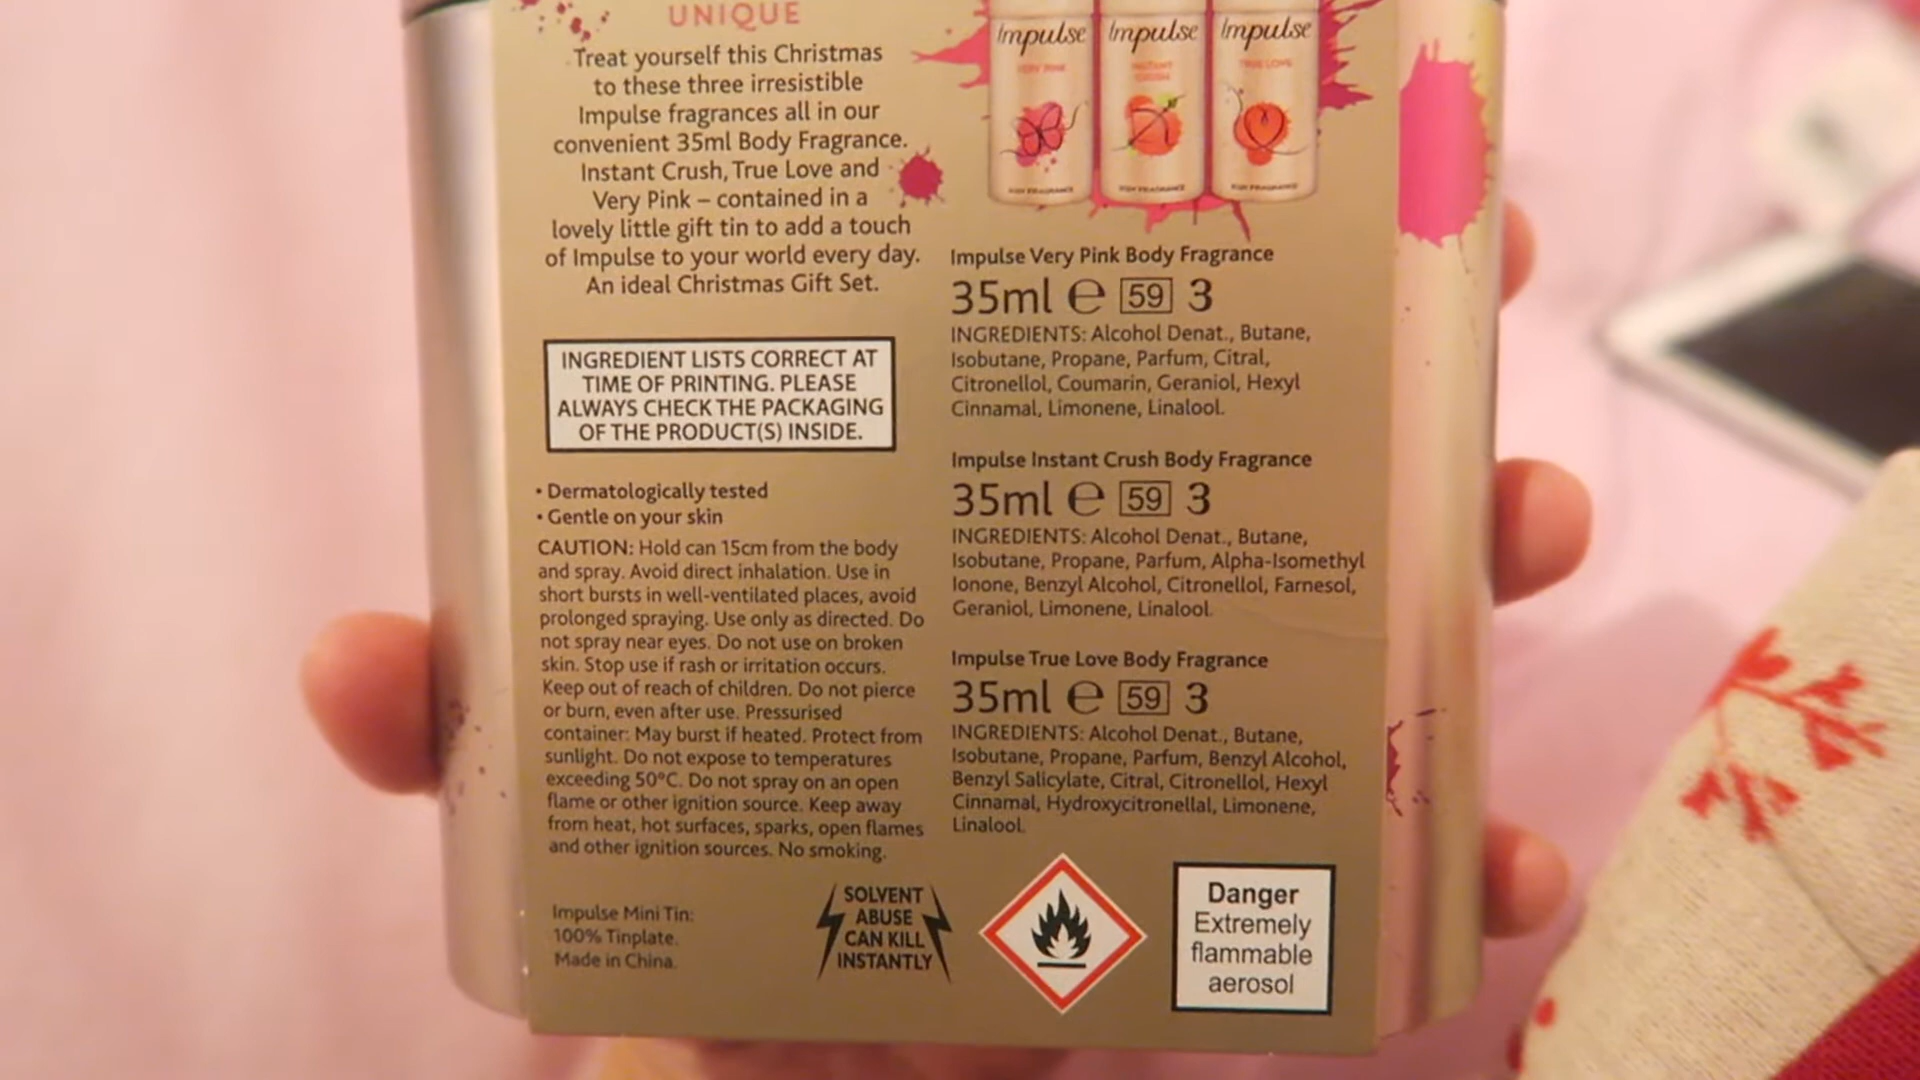 UNIQUE
Treat yourself this Christmas
to these three irresistible
Impulse fragrances all in our
convenient 35ml Body Fragrance.
Instant Crush, True Love and
Very Pink – contained in a
lovely little gift tin to add a touch
of Impulse to your world every day.
An ideal Christmas Gift Set.
INGREDIENT LISTS CORRECT AT
TIME OF PRINTING. PLEASE
ALWAYS CHECK THE PACKAGING
OF THE PRODUCT(S) INSIDE.
• Dermatologically tested
• Gentle on your skin
CAUTION: Hold can 15cm from the body
and spray. Avoid direct inhalation. Use in
short bursts in well-ventilated places, avoid
prolonged spraying. Use only as directed. Do
not spray near eyes. Do not use on broken
skin. Stop use if rash or irritation occurs.
Keep out of reach of children. Do not pierce
or burn, even after use. Pressurised
container: May burst if heated. Protect from
sunlight. Do not expose to temperatures
exceeding 50°C. Do not spray on an open
flame or other ignition source. Keep away
from heat, hot surfaces, sparks, open flames
and other ignition sources. No smoking.
Impulse Mini Tin:
100% Tinplate.
Made in China.
SOLVENT
ABUSE
CAN KILL
INSTANTLY
Impulse Impulse Impulse
VERY PINK INSTANT CRUSH TRUE LOVE
BODY FRAGRANCE BODY FRAGRANCE BODY FRAGRANCE
Impulse Very Pink Body Fragrance
35ml ℮ 59 3
INGREDIENTS: Alcohol Denat., Butane,
Isobutane, Propane, Parfum, Citral,
Citronellol, Coumarin, Geraniol, Hexyl
Cinnamal, Limonene, Linalool.
Impulse Instant Crush Body Fragrance
35ml ℮ 59 3
INGREDIENTS: Alcohol Denat., Butane,
Isobutane, Propane, Parfum, Alpha-Isomethyl
Ionone, Benzyl Alcohol, Citronellol, Farnesol,
Geraniol, Limonene, Linalool.
Impulse True Love Body Fragrance
35ml ℮ 59 3
INGREDIENTS: Alcohol Denat., Butane,
Isobutane, Propane, Parfum, Benzyl Alcohol,
Benzyl Salicylate, Citral, Citronellol, Hexyl
Cinnamal, Hydroxycitronellal, Limonene,
Linalool.
Danger
Extremely
flammable
aerosol